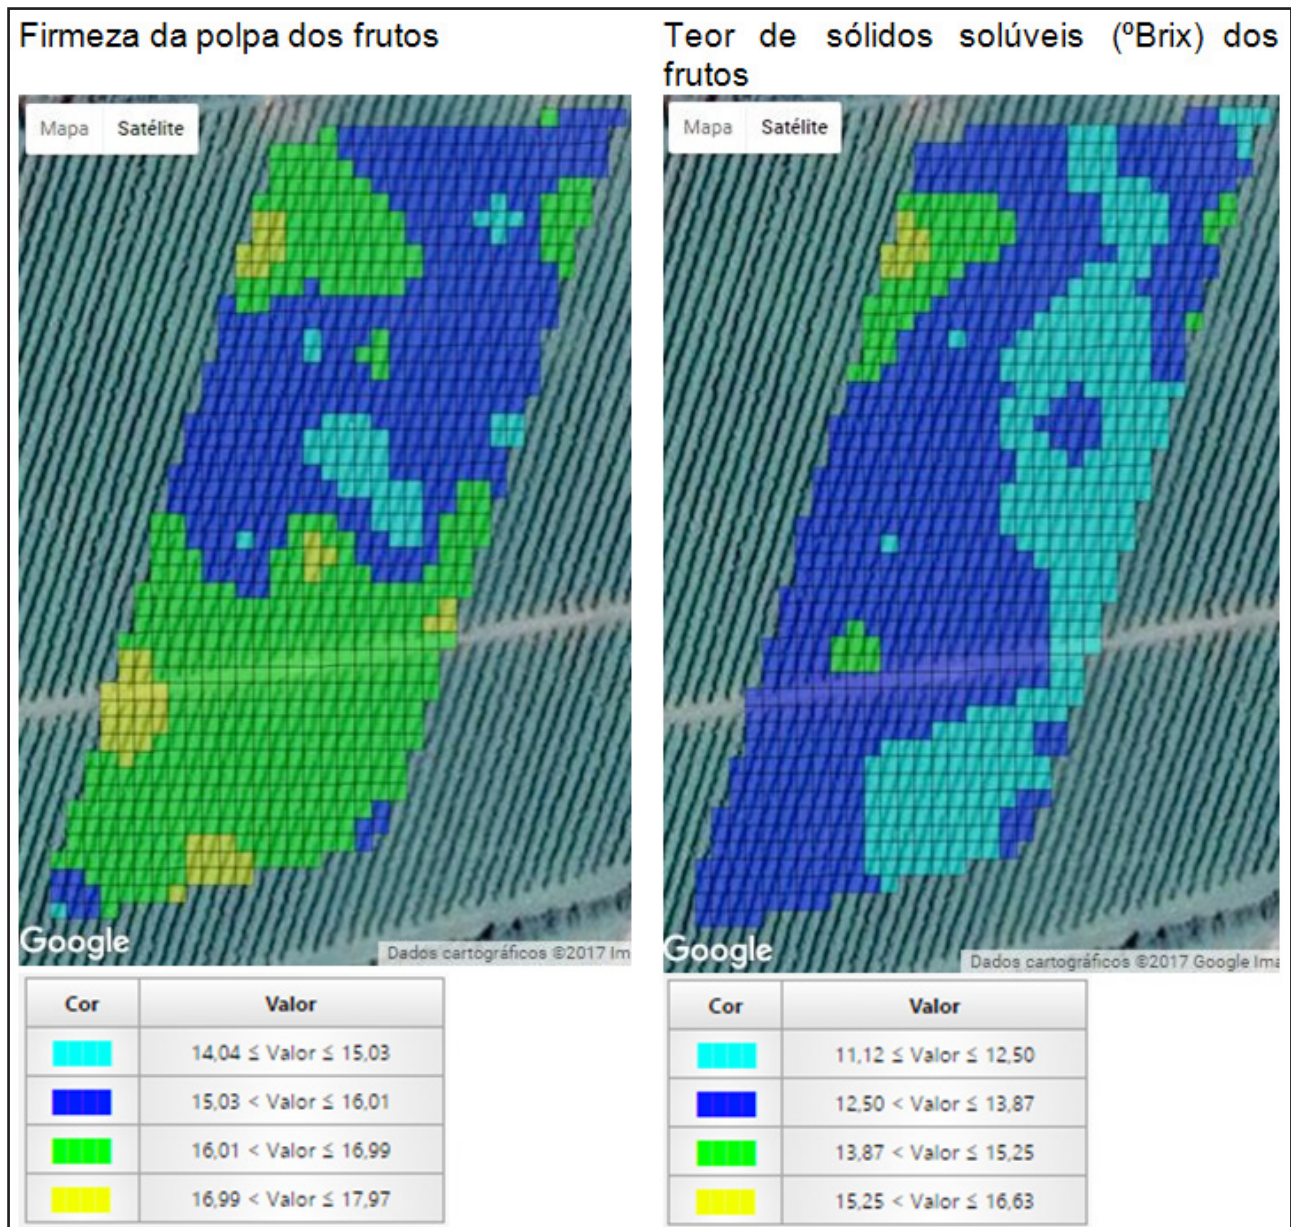 Firmeza da polpa dos frutos
Teor de sólidos solúveis (ºBrix) dos
frutos
Mapa Satélite
Mapa Satélite
Google
Dados cartográficos ©2017 Im
Google
Dados cartográficos ©2017 Google Ima
Cor Valor
14,04 ≤ Valor ≤ 15,03
15,03 < Valor ≤ 16,01
16,01 < Valor ≤ 16,99
16,99 < Valor ≤ 17,97
Cor Valor
11,12 ≤ Valor ≤ 12,50
12,50 < Valor ≤ 13,87
13,87 < Valor ≤ 15,25
15,25 < Valor ≤ 16,63